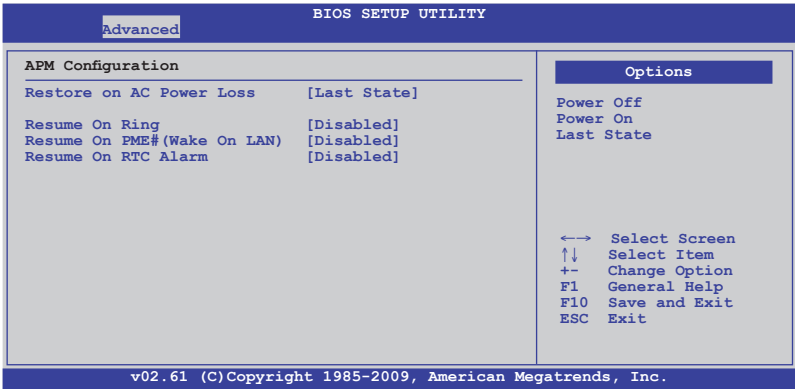 BIOS SETUP UTILITY
Advanced
APM Configuration
Restore on AC Power Loss [Last State]
Resume On Ring [Disabled]
Resume On PME#(Wake On LAN) [Disabled]
Resume On RTC Alarm [Disabled]
Options
Power Off
Power On
Last State
←→ Select Screen
↑↓ Select Item
+- Change Option
F1 General Help
F10 Save and Exit
ESC Exit
v02.61 (C)Copyright 1985-2009, American Megatrends, Inc.